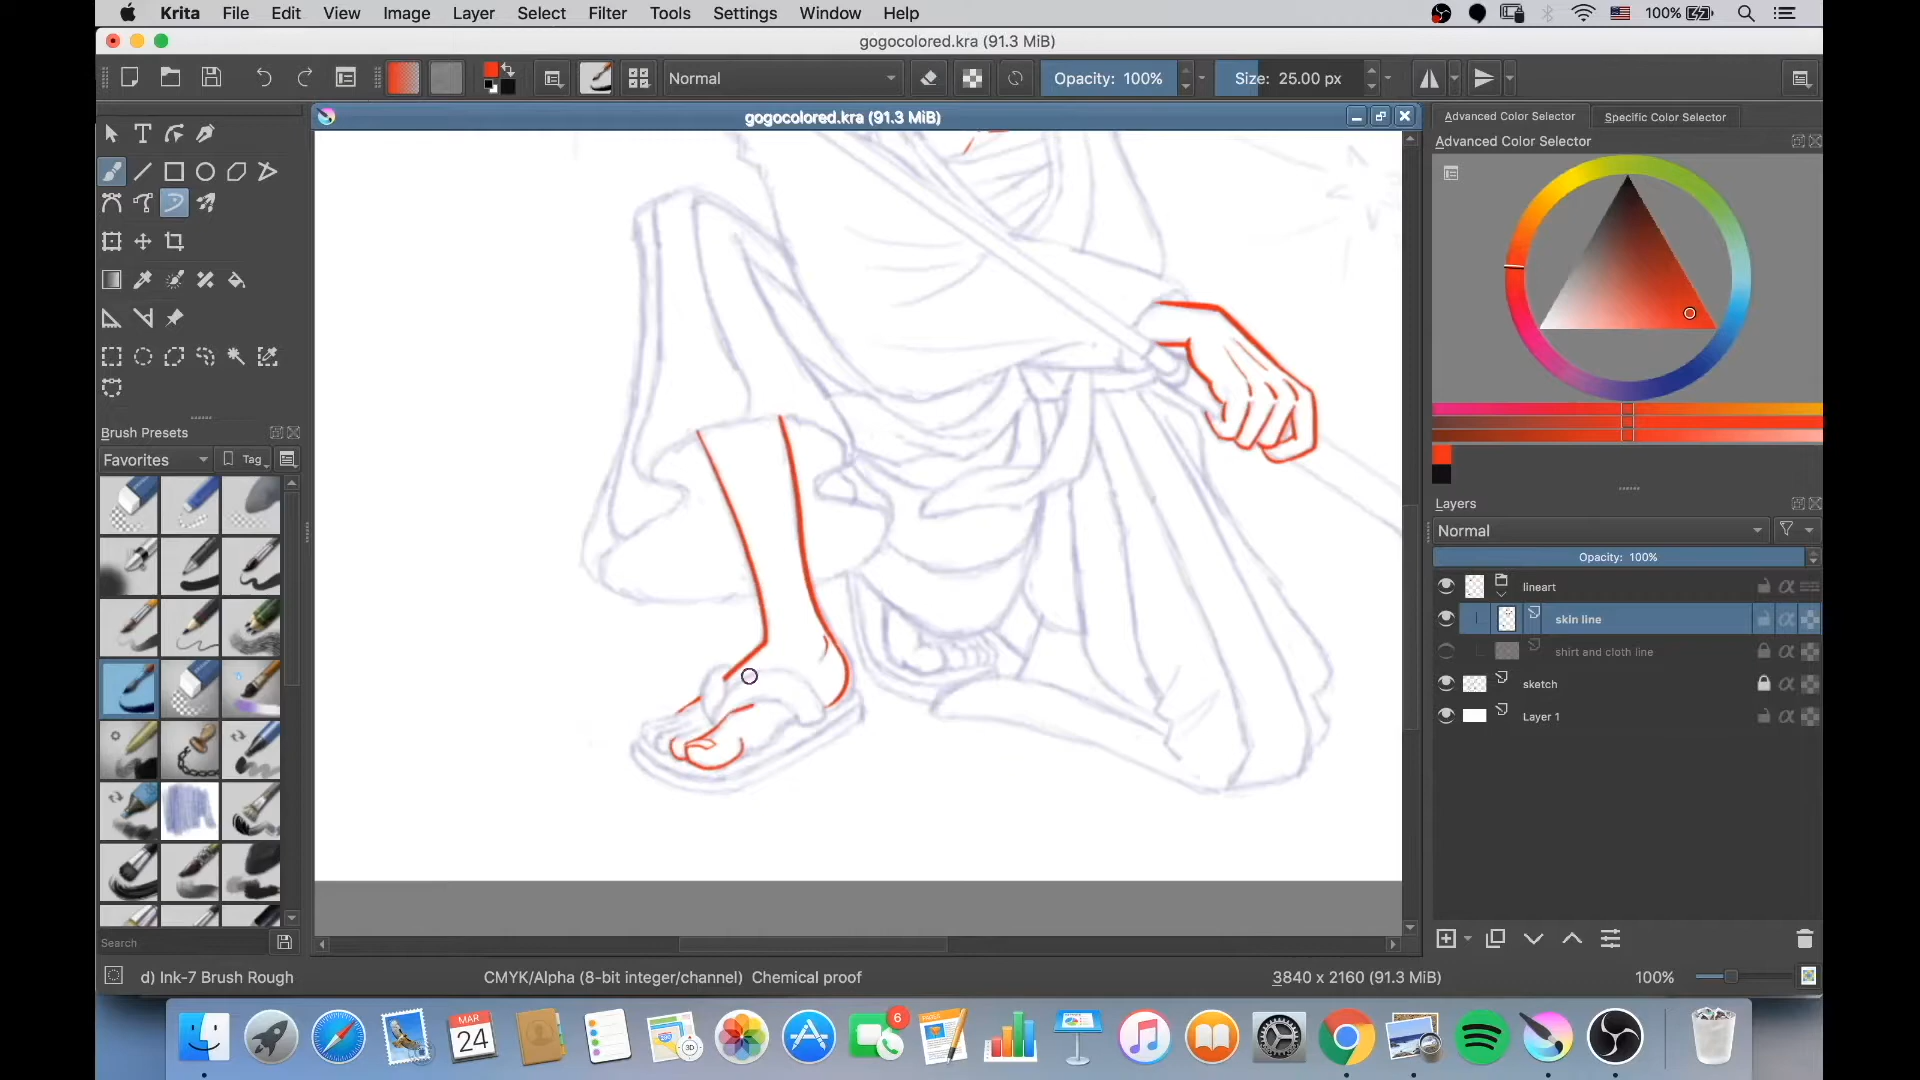 Krita File Edit View Image Layer Select Filter Tools Settings Window Help 100%
gogocolored.kra (91.3 MiB)
Normal Opacity: 100% Size: 25.00 px
gogocolored.kra (91.3 MiB)
Advanced Color Selector Specific Color Selector
Advanced Color Selector
Brush Presets
Favorites Tag
Layers
Normal
Opacity: 100%
lineart
skin line
shirt and cloth line
sketch
Layer 1
Search
d) Ink-7 Brush Rough CMYK/Alpha (8-bit integer/channel) Chemical proof 3840 x 2160 (91.3 MiB) 100%
MAR
24
3D
6
PAGES